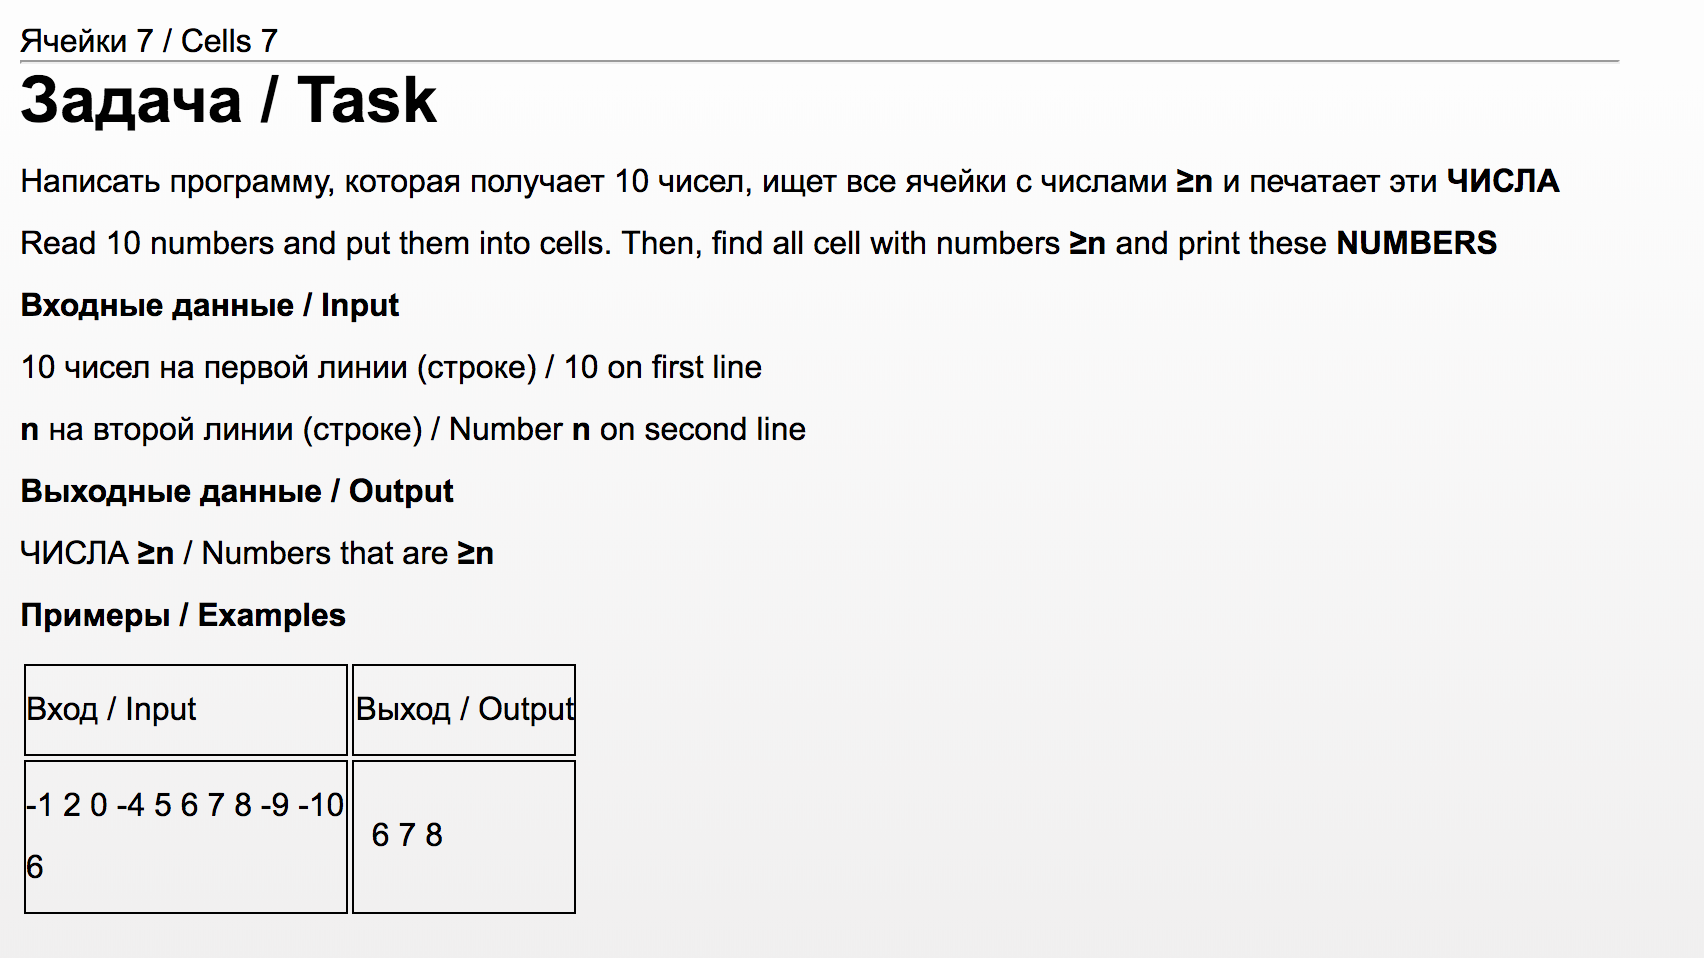 Ячейки 7 / Cells 7
Задача / Task
Написать программу, которая получает 10 чисел, ищет все ячейки с числами ≥n и печатает эти ЧИСЛА
Read 10 numbers and put them into cells. Then, find all cell with numbers ≥n and print these NUMBERS
Входные данные / Input
10 чисел на первой линии (строке) / 10 on first line
n на второй линии (строке) / Number n on second line
Выходные данные / Output
ЧИСЛА ≥n / Numbers that are ≥n
Примеры / Examples
Вход / Input Выход / Output
-1 2 0 -4 5 6 7 8 -9 -10
6
6 7 8